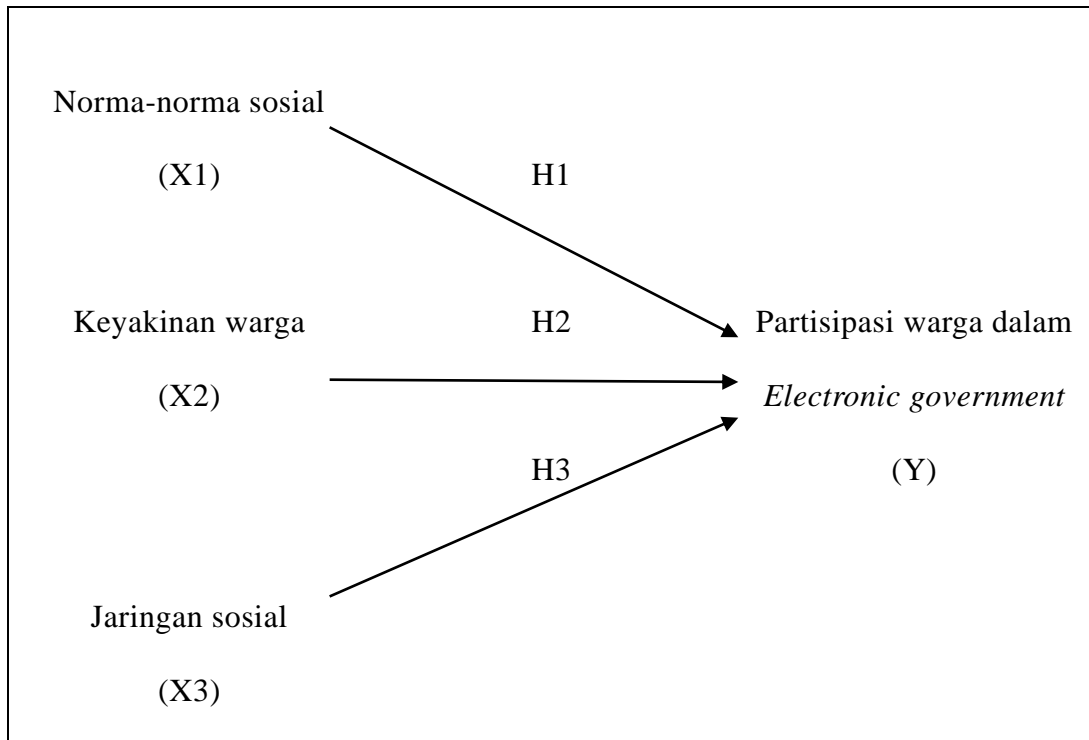 Norma-norma sosial
(X1)
H1
Keyakinan warga
H2
Partisipasi warga dalam
(X2)
Electronic government
H3
(Y)
Jaringan sosial
(X3)